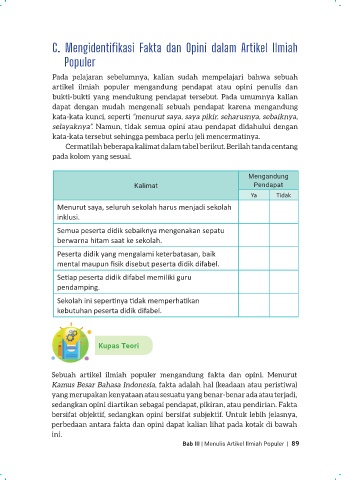 C. Mengidentifikasi Fakta dan Opini dalam Artikel Ilmiah
Populer
Pada pelajaran sebelumnya, kalian sudah mempelajari bahwa sebuah
artikel ilmiah populer mengandung pendapat atau opini penulis dan
bukti-bukti yang mendukung pendapat tersebut. Pada umumnya kalian
dapat dengan mudah mengenali sebuah pendapat karena mengandung
kata-kata kunci, seperti "menurut saya, saya pikir, seharusnya, sebaiknya,
selayaknya". Namun, tidak semua opini atau pendapat didahului dengan
kata-kata tersebut sehingga pembaca perlu jeli mencermatinya.
Cermatilah beberapa kalimat dalam tabel berikut. Berilah tanda centang
pada kolom yang sesuai.
Kalimat
Mengandung
Pendapat
Ya Tidak
Menurut saya, seluruh sekolah harus menjadi sekolah
inklusi.
Semua peserta didik sebaiknya mengenakan sepatu
berwarna hitam saat ke sekolah.
Peserta didik yang mengalami keterbatasan, baik
mental maupun fisik disebut peserta didik difabel.
Setiap peserta didik difabel memiliki guru
pendamping.
Sekolah ini sepertinya tidak memperhatikan
kebutuhan peserta didik difabel.
Kupas Teori
Sebuah artikel ilmiah populer mengandung fakta dan opini. Menurut
Kamus Besar Bahasa Indonesia, fakta adalah hal (keadaan atau peristiwa)
yang merupakan kenyataan atau sesuatu yang benar-benar ada atau terjadi,
sedangkan opini diartikan sebagai pendapat, pikiran, atau pendirian. Fakta
bersifat objektif, sedangkan opini bersifat subjektif. Untuk lebih jelasnya,
perbedaan antara fakta dan opini dapat kalian lihat pada kotak di bawah
ini.
Bab III | Menulis Artikel Ilmiah Populer | 89